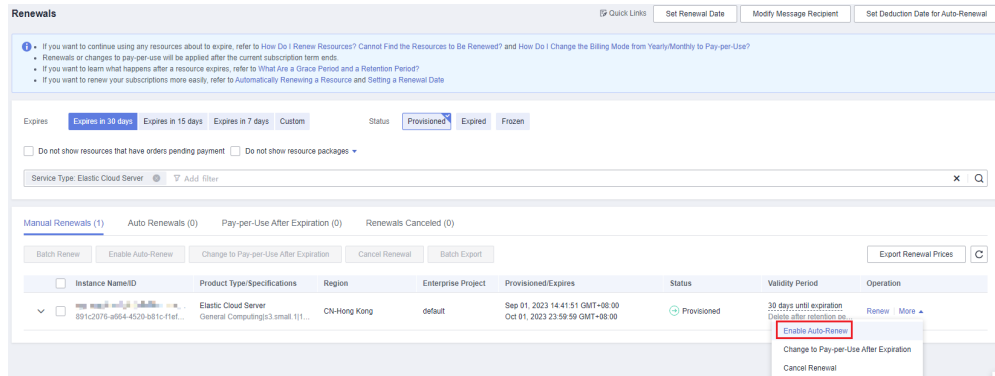 Renewals
Quick Links
Set Renewal Date
Modify Message Recipient
Set Deduction Date for Auto-Renewal
If you want to continue using any resources about to expire, refer to How Do I Renew Resources? Cannot Find the Resources to Be Renewed? and How Do I Change the Billing Mode from Yearly/Monthly to Pay-per-Use?
Renewals or changes to pay-per-use will be applied after the current subscription term ends.
If you want to learn what happens after a resource expires, refer to What Are a Grace Period and a Retention Period?
If you want to renew your subscriptions more easily, refer to Automatically Renewing a Resource and Setting a Renewal Date
Expires Expires in 30 days Expires in 15 days Expires in 7 days Custom Status Provisioned Expired Frozen
Do not show resources that have orders pending payment Do not show resource packages
Service Type: Elastic Cloud Server Add filter
Manual Renewals (1) Auto Renewals (0) Pay-per-Use After Expiration (0) Renewals Canceled (0)
Batch Renew Enable Auto-Renew Change to Pay-per-Use After Expiration Cancel Renewal Batch Export Export Renewal Prices
Instance Name/ID Product Type/Specifications Region Enterprise Project Provisioned/Expires Status Validity Period Operation
Elastic Cloud Server Sep 01, 2023 14:41:51 GMT+08:00 30 days until expiration
CN-Hong Kong default Provisioned Renew More
891c2076-a664-4520-b81c-f1ef... General Computing|s3.small.1|1... Oct 01, 2023 23:59:59 GMT+08:00 Delete after retention pe...
Enable Auto-Renew
Change to Pay-per-Use After Expiration
Cancel Renewal